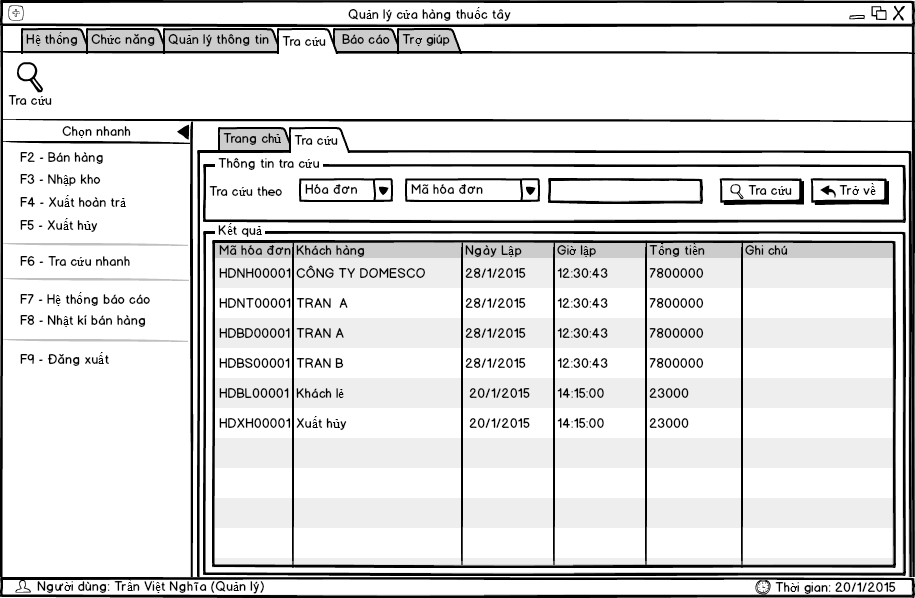 Quản lý cửa hàng thuốc tây
Hệ thống Chức năng Quản lý thông tin Tra cứu Báo cáo Trợ giúp
Tra cứu
Chọn nhanh
F2 - Bán hàng
F3 - Nhập kho
F4 - Xuất hoàn trả
F5 - Xuất hủy
F6 - Tra cứu nhanh
F7 - Hệ thống báo cáo
F8 - Nhật kí bán hàng
F9 - Đăng xuất
Trang chủ Tra cứu
Thông tin tra cứu
Tra cứu theo Hóa đơn Mã hóa đơn Tra cứu Trở về
Kết quả
Mã hóa đơn Khách hàng Ngày Lập Giờ lập Tổng tiền Ghi chú
HDNH00001 CÔNG TY DOMESCO 28/1/2015 12:30:43 7800000
HDNT00001 TRAN A 28/1/2015 12:30:43 7800000
HDBD00001 TRAN A 28/1/2015 12:30:43 7800000
HDBS00001 TRAN B 28/1/2015 12:30:43 7800000
HDBL00001 Khách lẻ 20/1/2015 14:15:00 23000
HDXH00001 Xuất hủy 20/1/2015 14:15:00 23000
Người dùng: Trần Việt Nghĩa (Quản lý) Thời gian: 20/1/2015